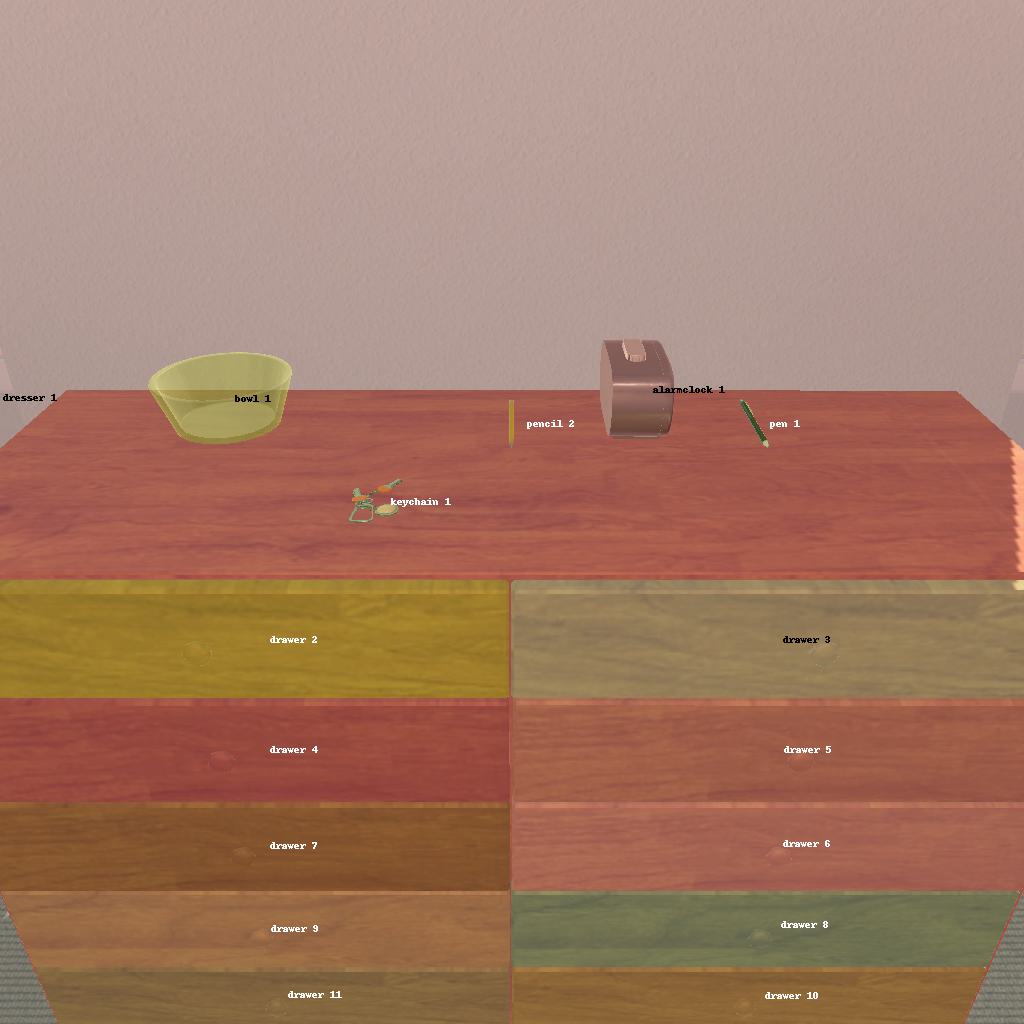 alarmclock 1
dresser 1
bowl 1
pencil 2
pen 1
keychain 1
drawer 2
drawer 3
drawer 4
drawer 5
drawer 7
drawer 6
drawer 9
drawer 8
drawer 11
drawer 10